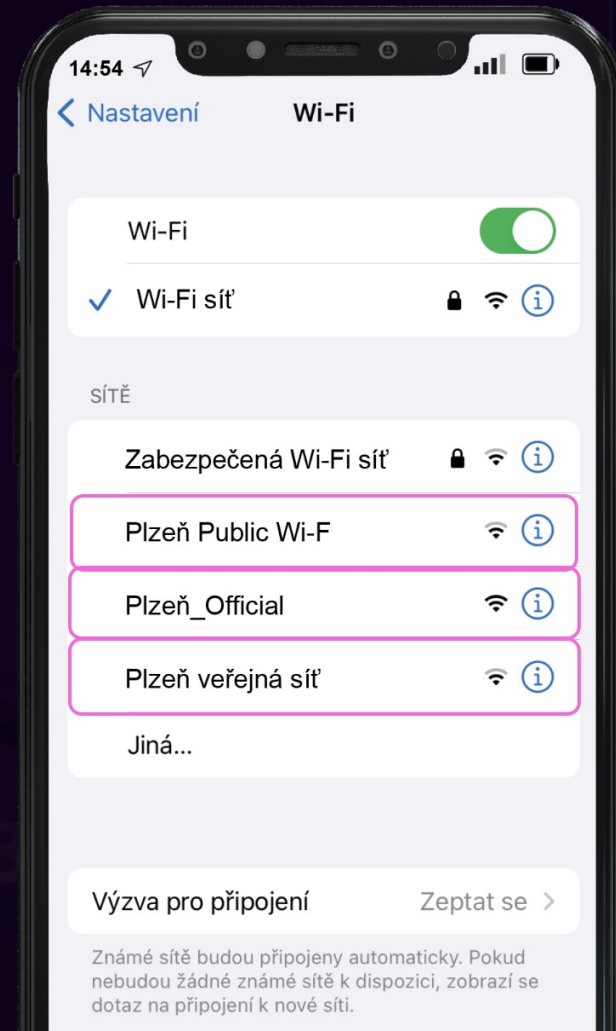 14:54
Nastavení
Wi-Fi
Wi-Fi
Wi-Fi síť
SÍTĚ
Zabezpečená Wi-Fi síť
Plzeň Public Wi-F
Plzeň_Official
Plzeň veřejná síť
Jiná...
Výzva pro připojení Zeptat se
Známé sítě budou připojeny automaticky. Pokud
nebudou žádné známé sítě k dispozici, zobrazí se
dotaz na připojení k nové síti.